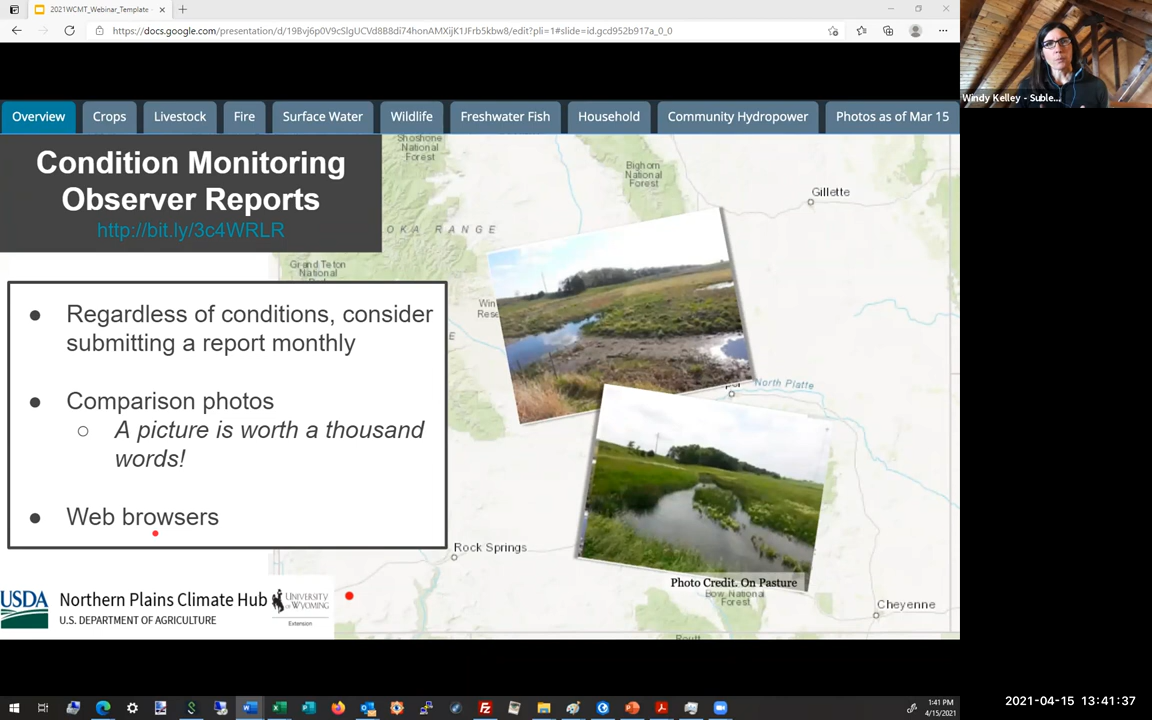 2021WCMT_Webinar_Template
https://docs.google.com/presentation/d/19Bvj6p0V9cSlgUCVd8B8di74honAMXijK1JFrb5kbw8/edit?pli=1#slide=id.gcd952b917a_0_0
Windy Kelley - Suble...
Overview
Crops
Livestock
Fire
Surface Water
Wildlife
Freshwater Fish
Household
Community Hydropower
Photos as of Mar 15
Condition Monitoring
Observer Reports
http://bit.ly/3c4WRLR
Shoshone
National
Forest
Bighorn
National
Forest
Gillette
OKA RANGE
Grand Teton
National
● Regardless of conditions, consider
submitting a report monthly
● Comparison photos
○ A picture is worth a thousand
words!
● Web browsers
North Platte
Rock Springs
Photo Credit. On Pasture
National
Forest
Cheyenne
USDA
Northern Plains Climate Hub
U.S. DEPARTMENT OF AGRICULTURE
UNIVERSITY
OF WYOMING
Extension
2021-04-15 13:41:37
1:41 PM
4/15/2021